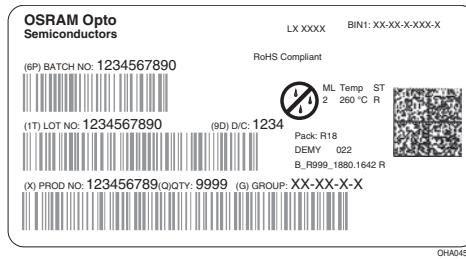 OSRAM Opto
Semiconductors
LX XXXX
BIN1: XX-XX-X-XXX-X
RoHS Compliant
(6P) BATCH NO: 1234567890
ML Temp ST
2 260 °C R
(1T) LOT NO: 1234567890
(9D) D/C: 1234
Pack: R18
DEMY 022
B_R999_1880.1642 R
(X) PROD NO: 123456789(Q)QTY: 9999 (G) GROUP: XX-XX-X-X